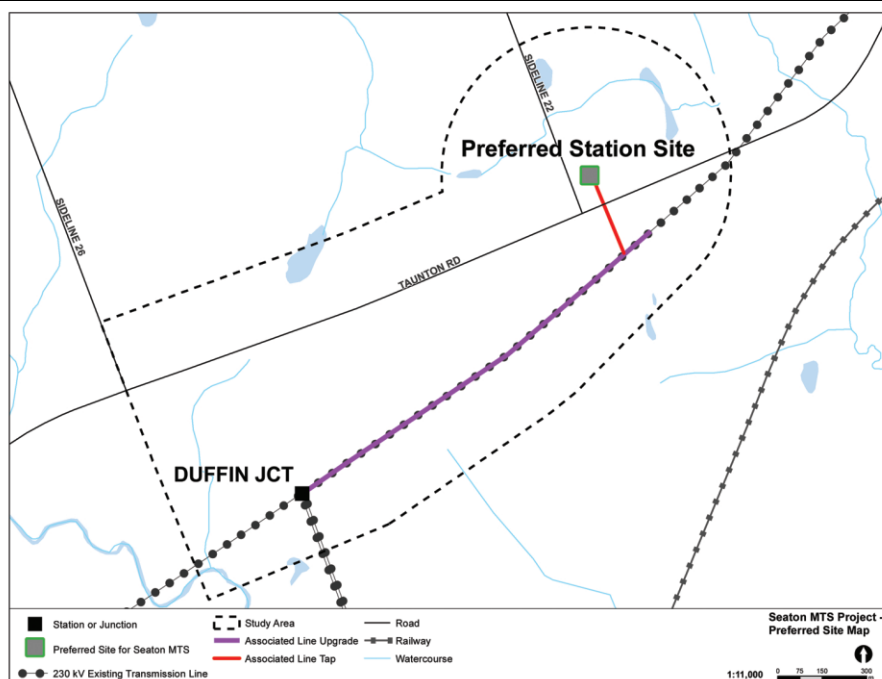 SIDELINE 22
Preferred Station Site
SIDELINE 26
TAUNTON RD
DUFFIN JCT
Station or Junction
Preferred Site for Seaton MTS
230 kV Existing Transmission Line
Study Area
Associated Line Upgrade
Associated Line Tap
Road
Railway
Watercourse
Seaton MTS Project -
Preferred Site Map
1:11,000
0 75 150 300
m